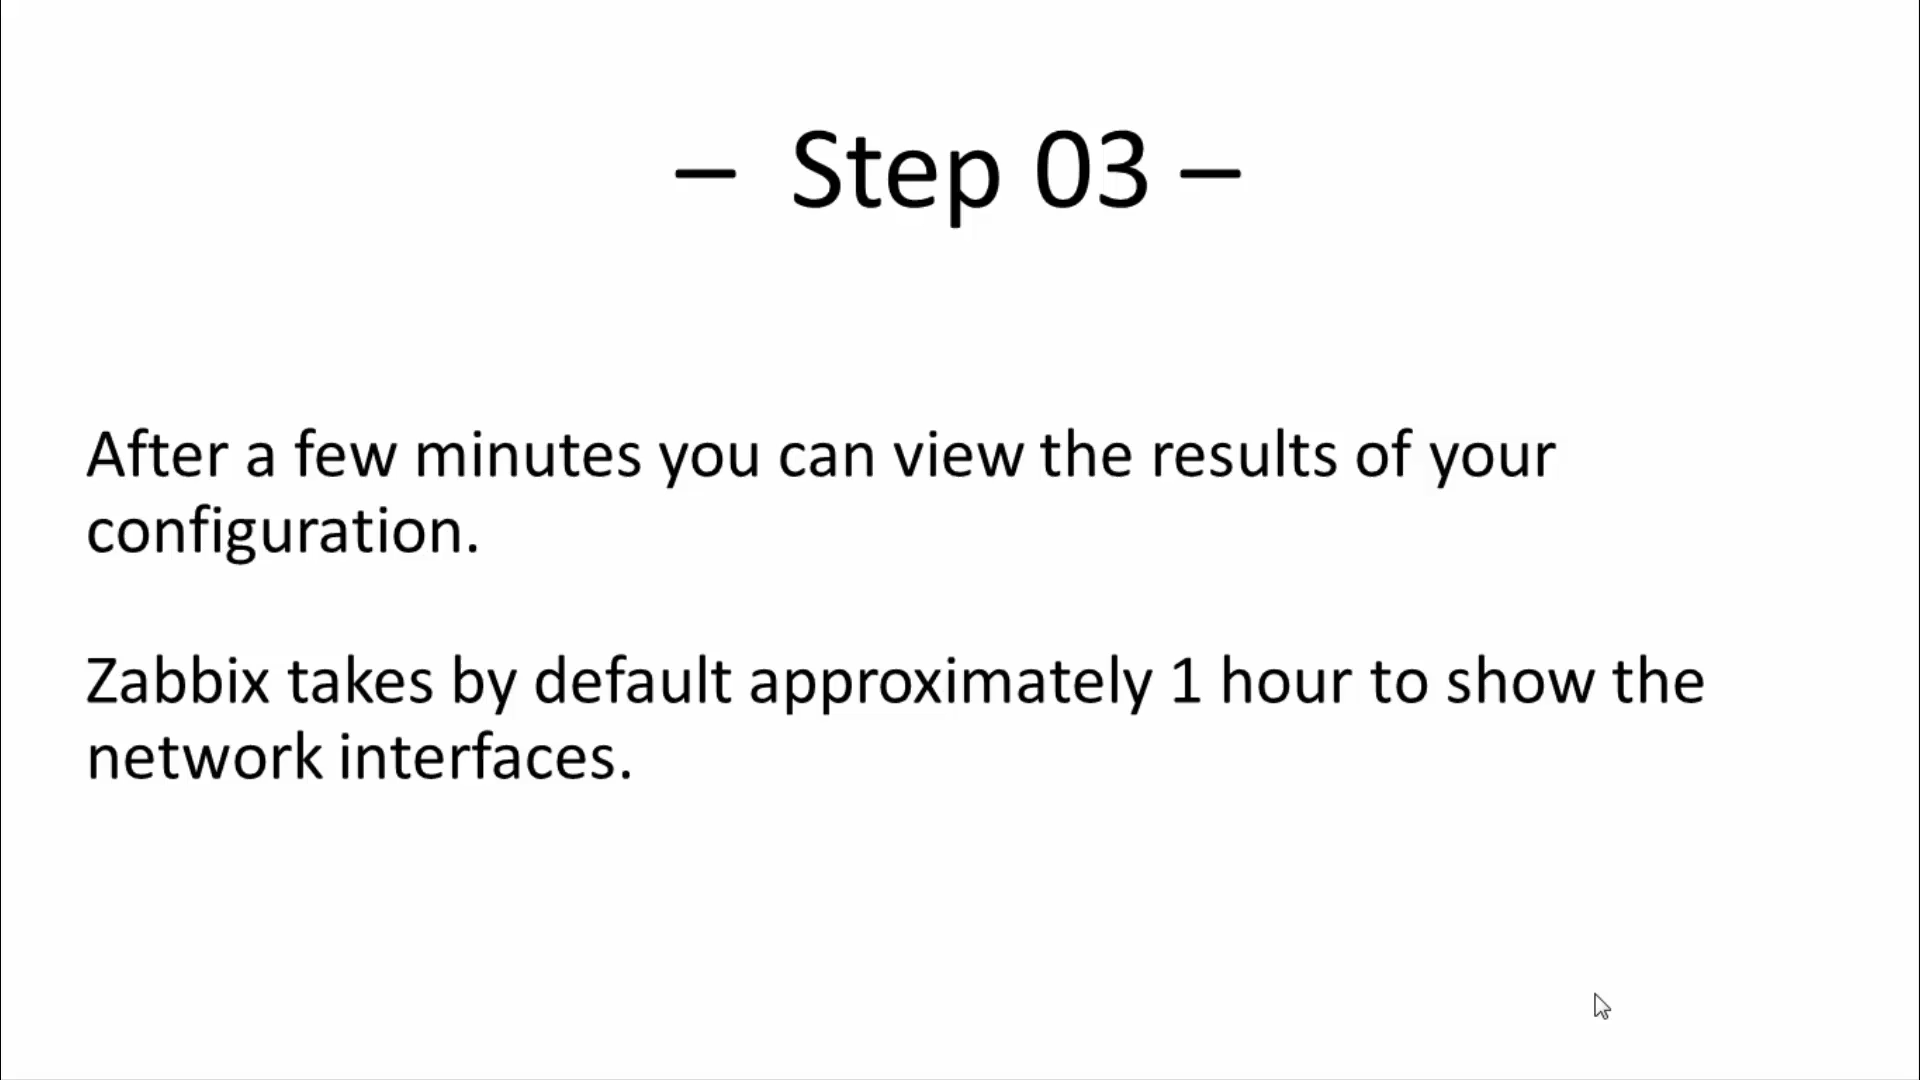 – Step 03 –
After a few minutes you can view the results of your
configuration.
Zabbix takes by default approximately 1 hour to show the
network interfaces.